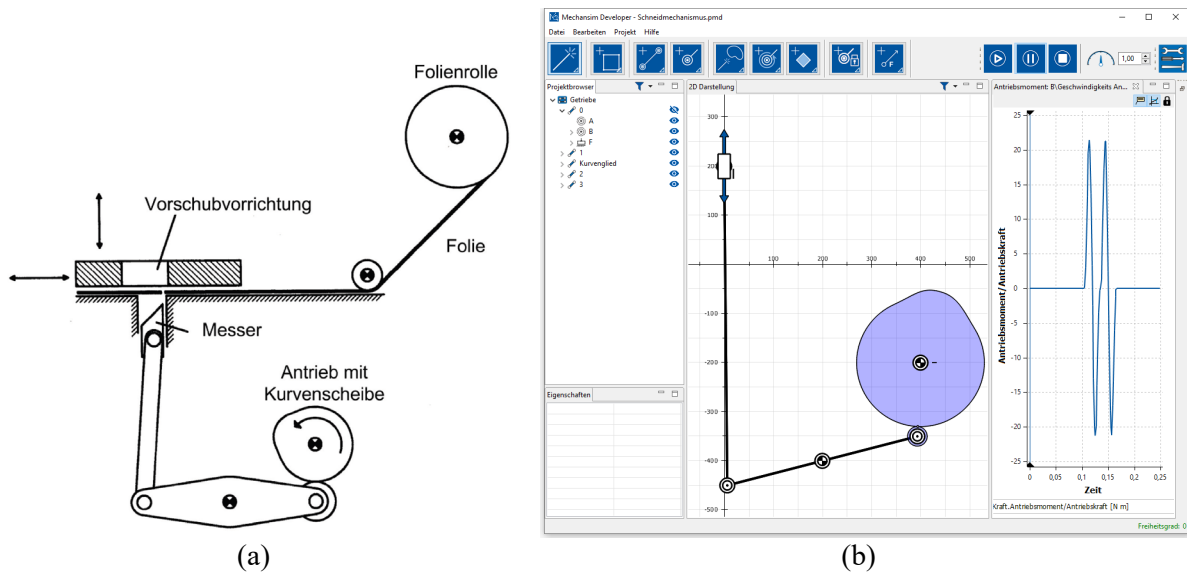 Folienrolle
Vorschubvorrichtung
Folie
Messer
Antrieb mit
Kurvenscheibe
(a)
Mechansim Developer - Schneidmechanismus.pmd
Datei Bearbeiten Projekt Hilfe
F
1,00
Projektbrowser
Getriebe
0
A
B
F
1
Kurvenglied
2
3
Eigenschaften
2D Darstellung
300
200
100
-100
-200
-300
-400
-500
100
200
300
400
500
Antriebsmoment: B\Geschwindigkeits An...
Antriebsmoment/Antriebskraft
25
20
15
10
5
0
-5
-10
-15
-20
-25
0 0,05 0,1 0,15 0,2 0,25
Zeit
Kraft.Antriebsmoment/Antriebskraft [N m]
Freiheitsgrad: 0
(b)